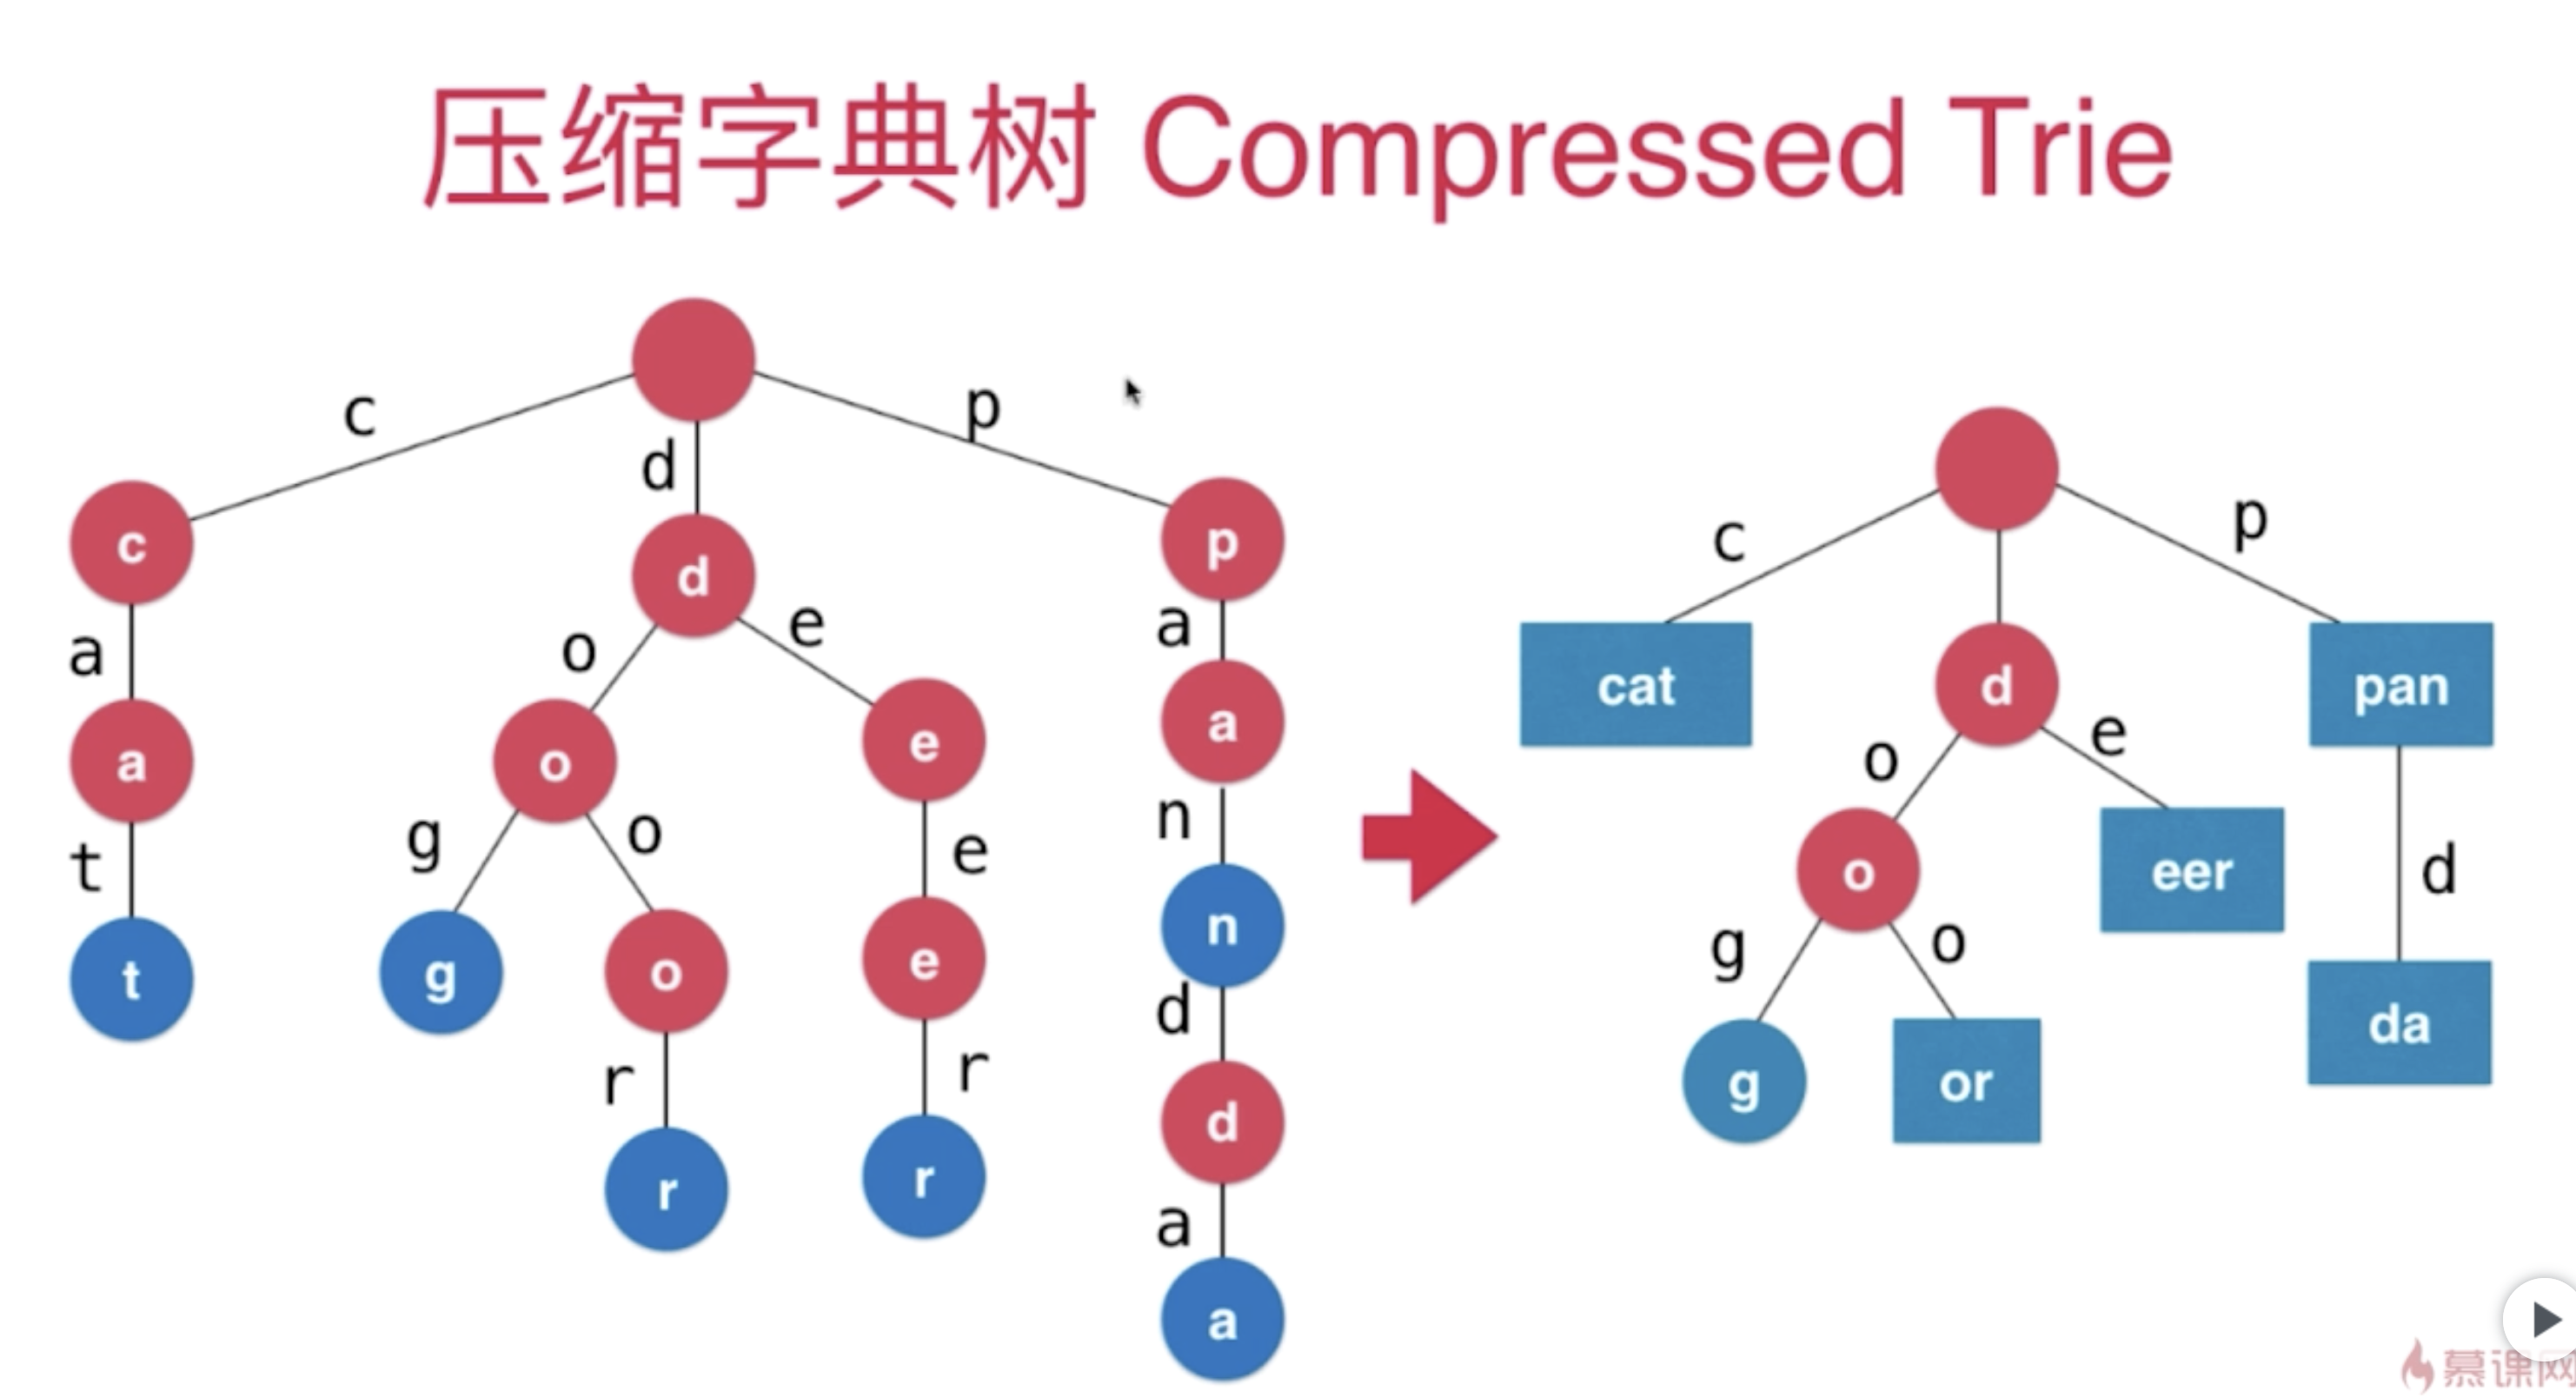 压缩字典树 Compressed Trie
c
p
d
c
d
p
a
o
e
a
a
o
e
a
t
g
o
e
n
t
g
o
e
n
r
r
d
r
r
d
a
a
c
p
cat
d
pan
o
e
o
eer
d
g
o
g
or
da
慕课网